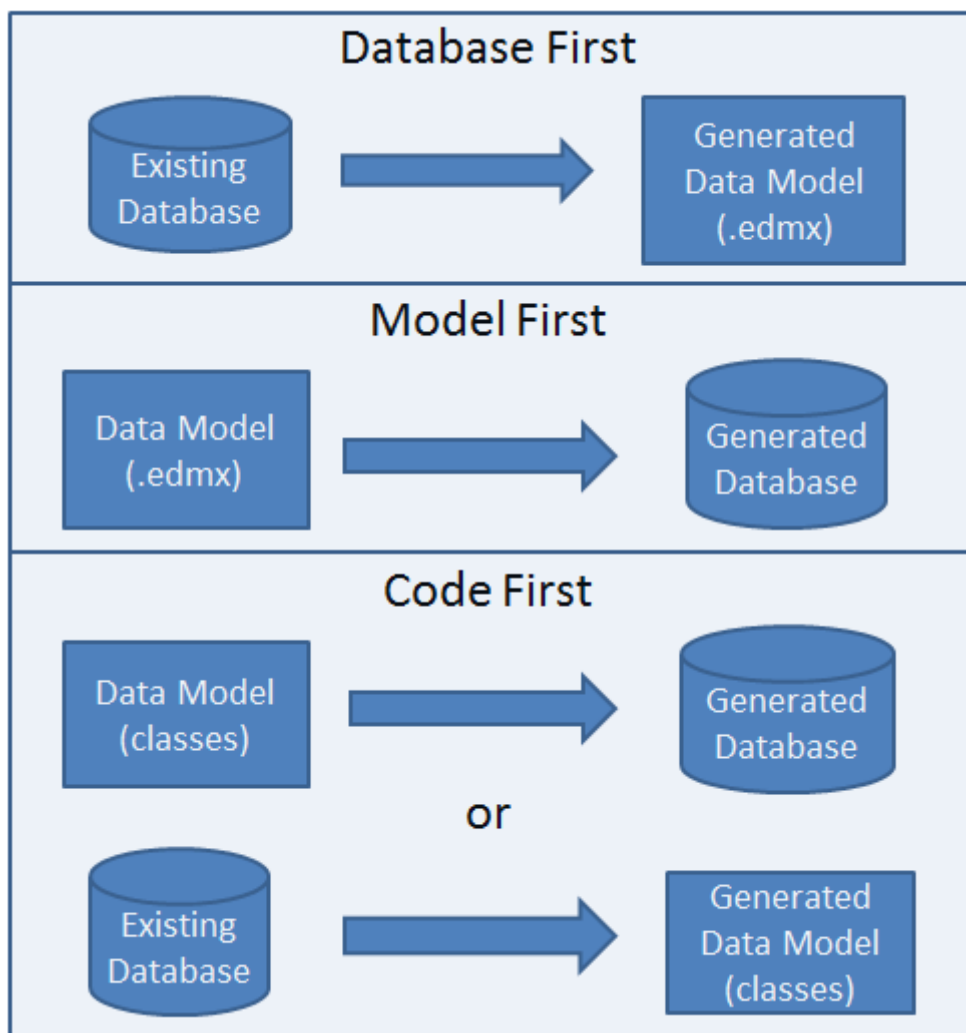 Database First
Existing
Database
Generated
Data Model
(.edmx)
Model First
Data Model
(.edmx)
Generated
Database
Code First
Data Model
(classes)
Generated
Database
or
Existing
Database
Generated
Data Model
(classes)